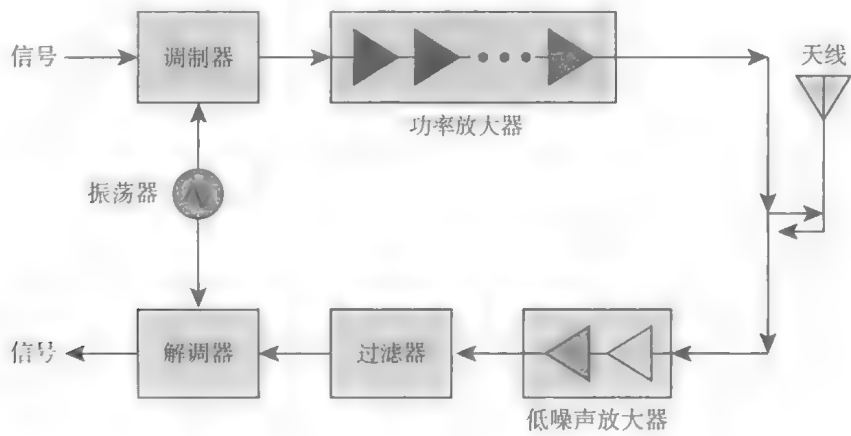 信号
调制器
功率放大器
天线
振荡器
信号
解调器
过滤器
低噪声放大器